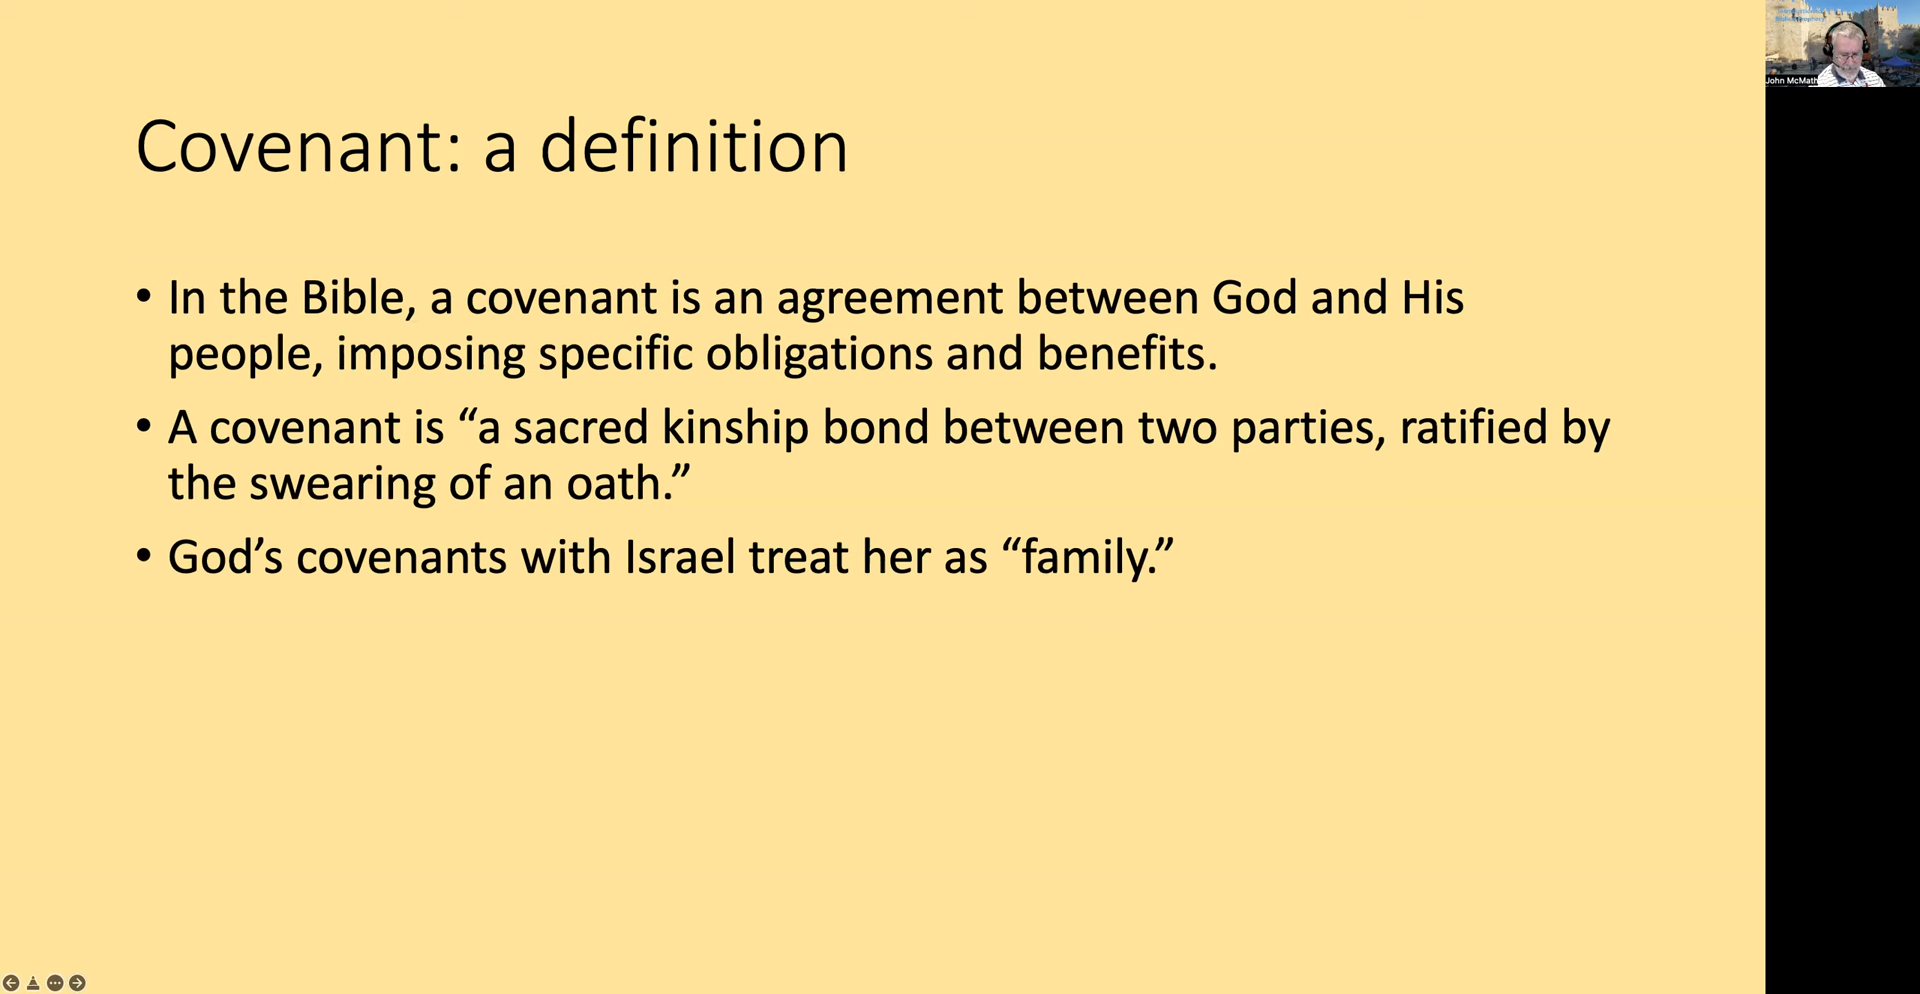 John McMath
Covenant: a definition
• In the Bible, a covenant is an agreement between God and His
people, imposing specific obligations and benefits.
• A covenant is “a sacred kinship bond between two parties, ratified by
the swearing of an oath.”
• God’s covenants with Israel treat her as “family.”